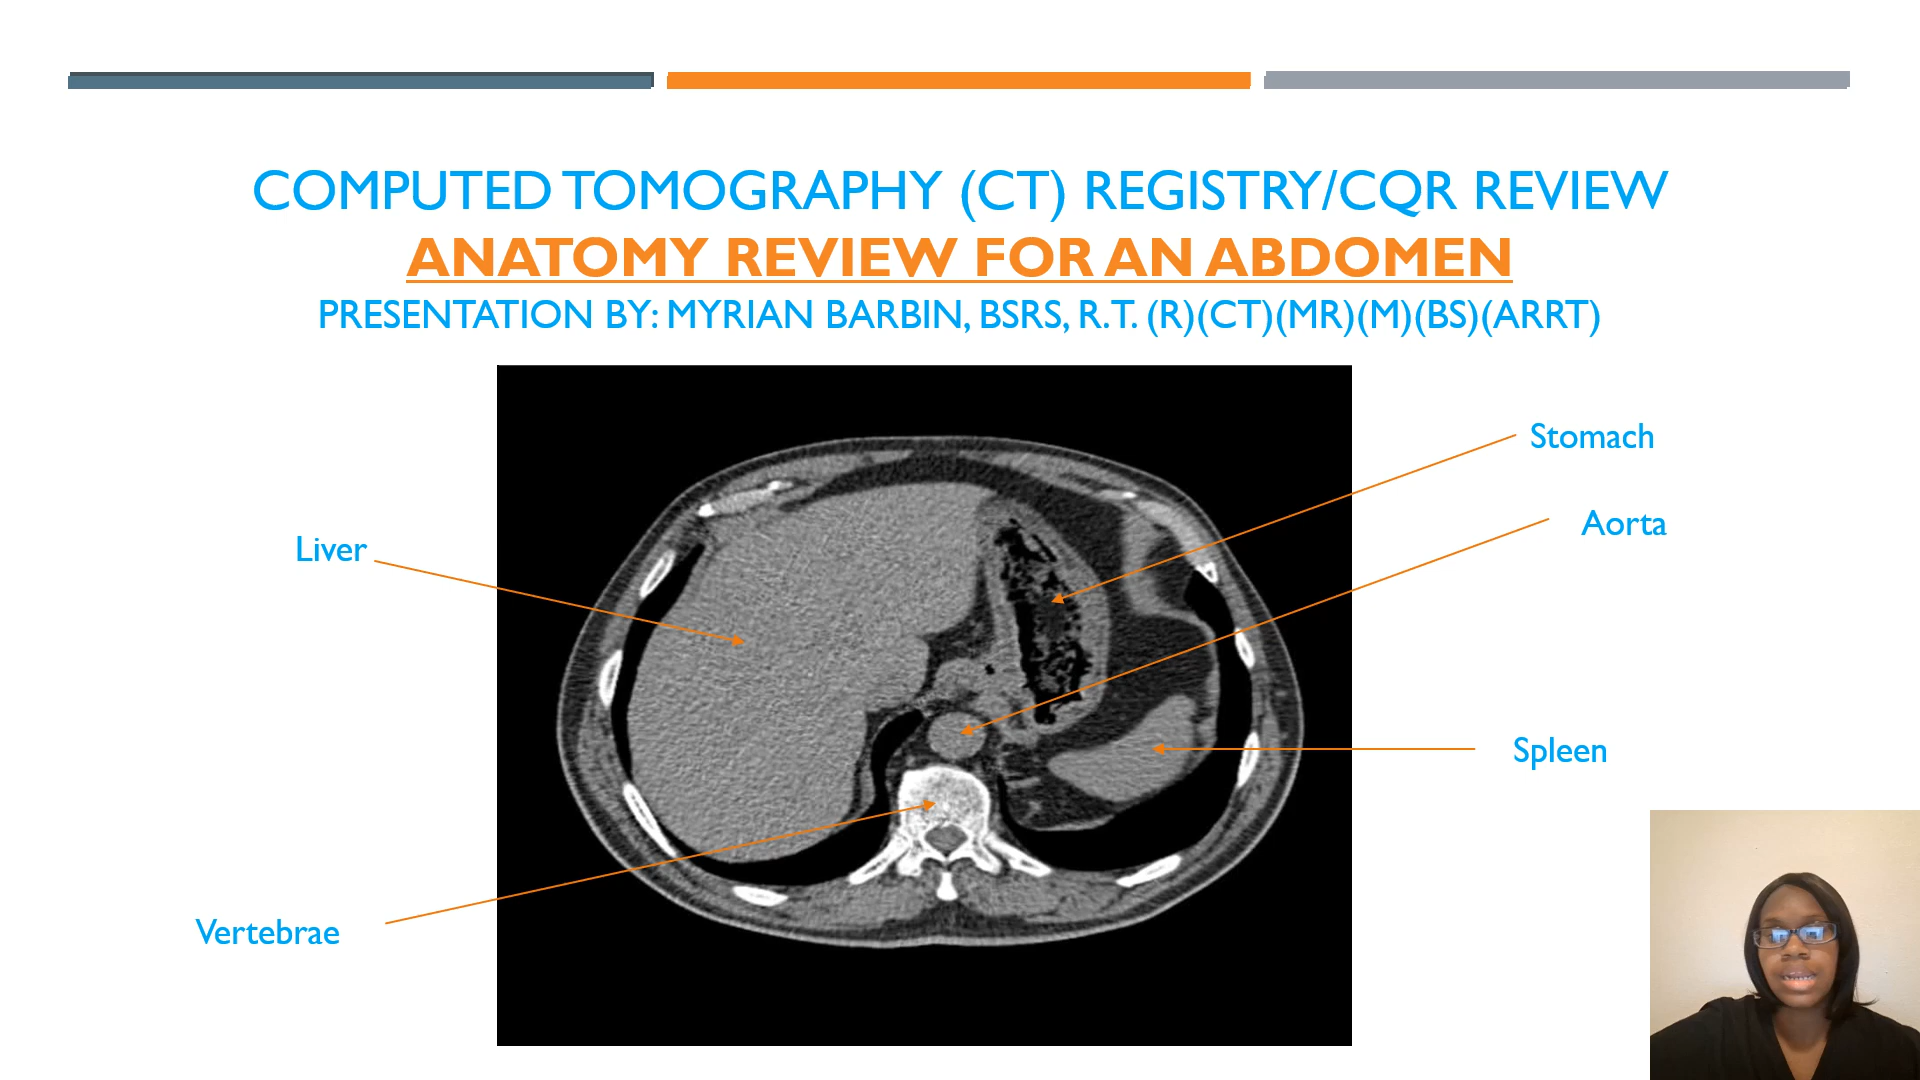 COMPUTED TOMOGRAPHY (CT) REGISTRY/CQR REVIEW
ANATOMY REVIEW FOR AN ABDOMEN
PRESENTATION BY: MYRIAN BARBIN, BSRS, R.T. (R)(CT)(MR)(M)(BS)(ARRT)
Stomach
Aorta
Liver
Spleen
Vertebrae